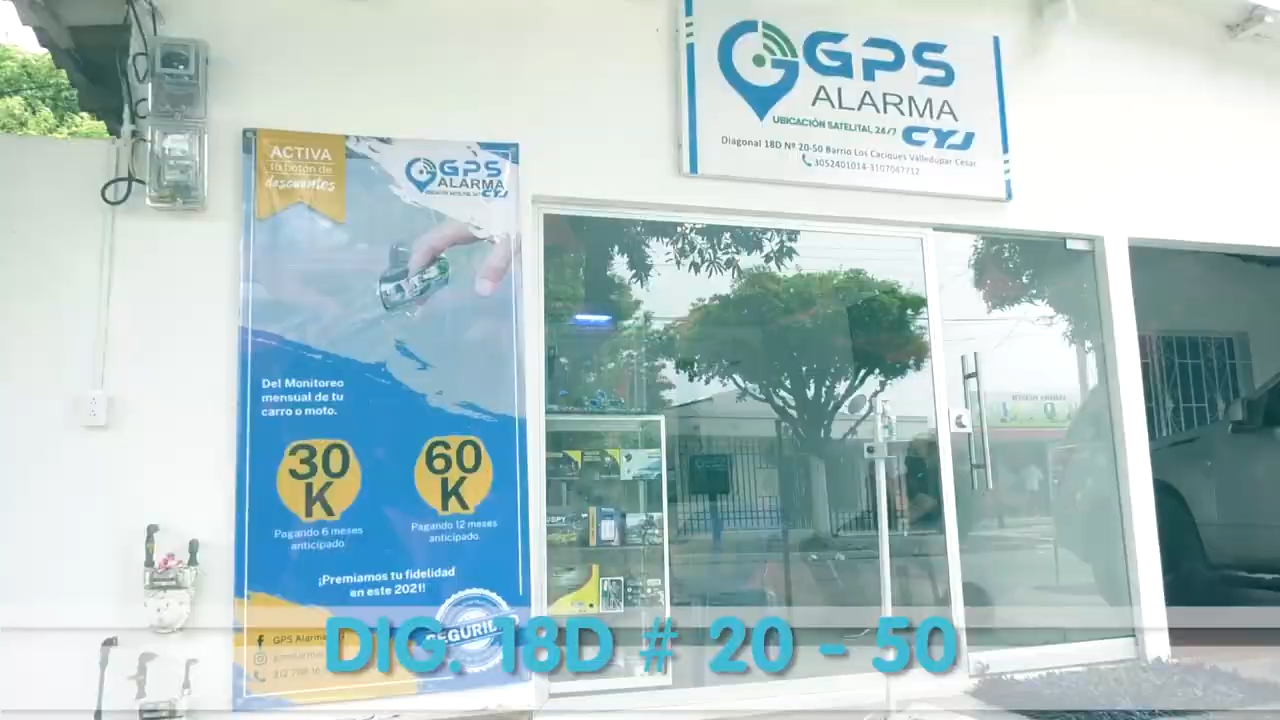 GPS
ALARMA
UBICACIÓN SATELITAL 24/7 CYJ
Diagonal 18D Nº 20-50 Barrio Los Caciques Valledupar Cesar
3052401014-3107047712
ACTIVA
tu botón de
descuentos
GPS
ALARMA
CYJ
Del Monitoreo
mensual de tu
carro o moto.
30
K
60
K
Pagando 6 meses
anticipado.
Pagando 12 meses
anticipado.
¡Premiamos tu fidelidad
en este 2021!
GPS Alarma
DIG. 18D # 20 - 50